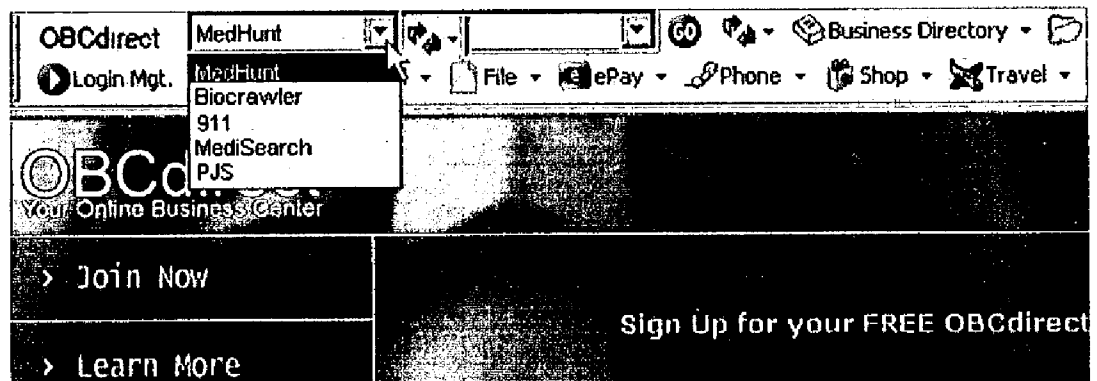 OBCdirect MedHunt GO Business Directory
Login Mgt. MedHunt File ePay Phone Shop Travel
Biocrawler
911
MediSearch
PJS
Your Online Business Center
> Join Now
Sign Up for your FREE OBCdirect
> Learn More